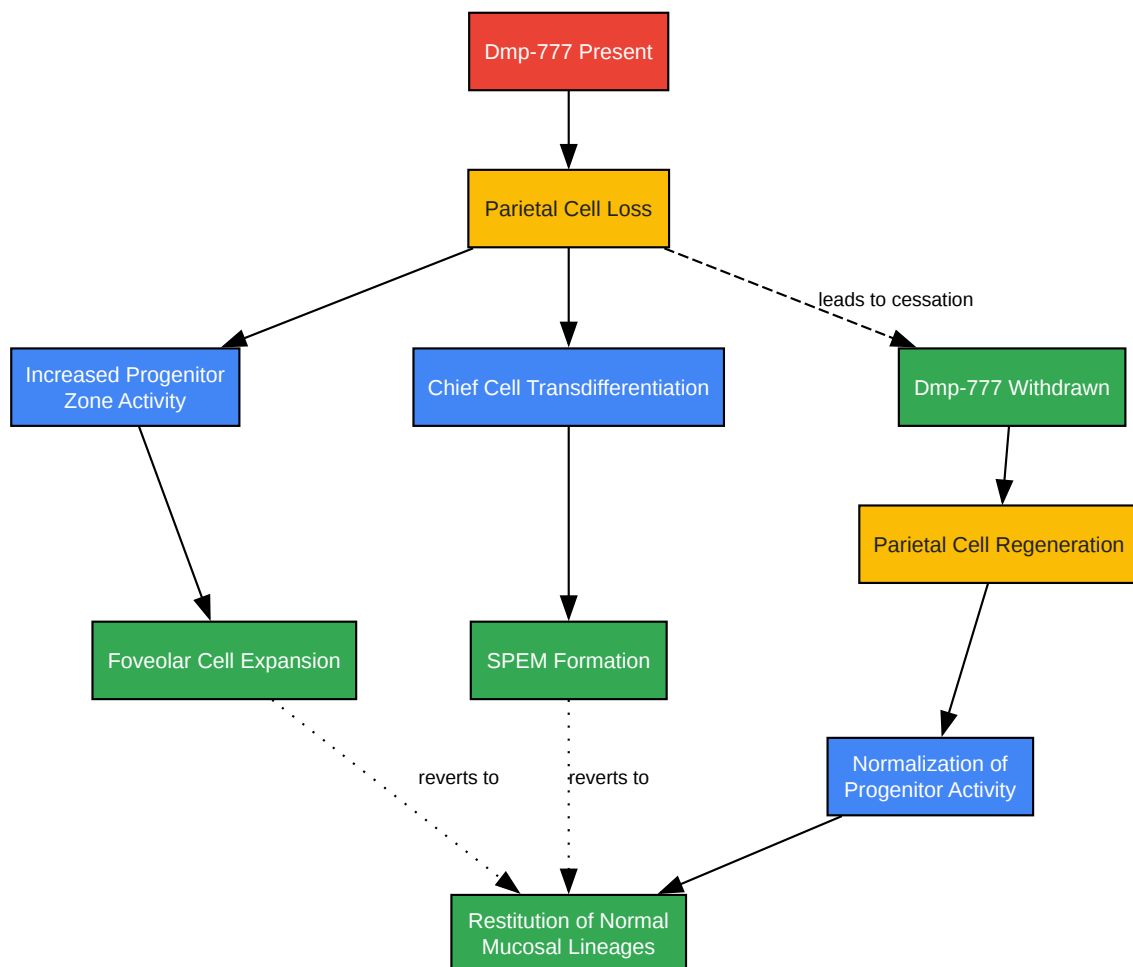 Dmp-777 Present
Parietal Cell Loss
leads to cessation
Increased Progenitor
Zone Activity
Chief Cell Transdifferentiation
Dmp-777 Withdrawn
Parietal Cell Regeneration
Foveolar Cell Expansion
SPEM Formation
reverts to
reverts to
Normalization of
Progenitor Activity
Restitution of Normal
Mucosal Lineages